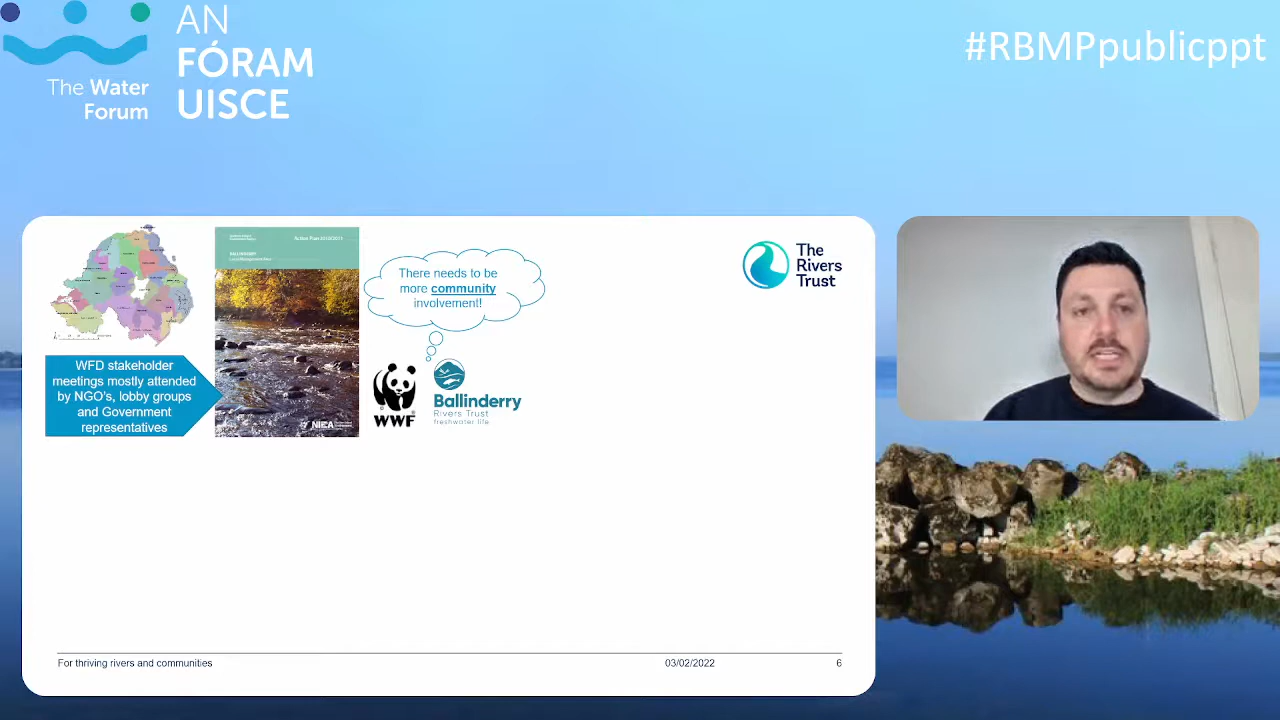 AN
FÓRAM
UISCE
The Water
Forum
#RBMPpublicppt
WFD stakeholder
meetings mostly attended
by NGO's, lobby groups
and Government
representatives
NIEA
There needs to be
more community
involvement!
WWF
Ballinderry
Rivers Trust
freshwater life
The
Rivers
Trust
For thriving rivers and communities
03/02/2022
6